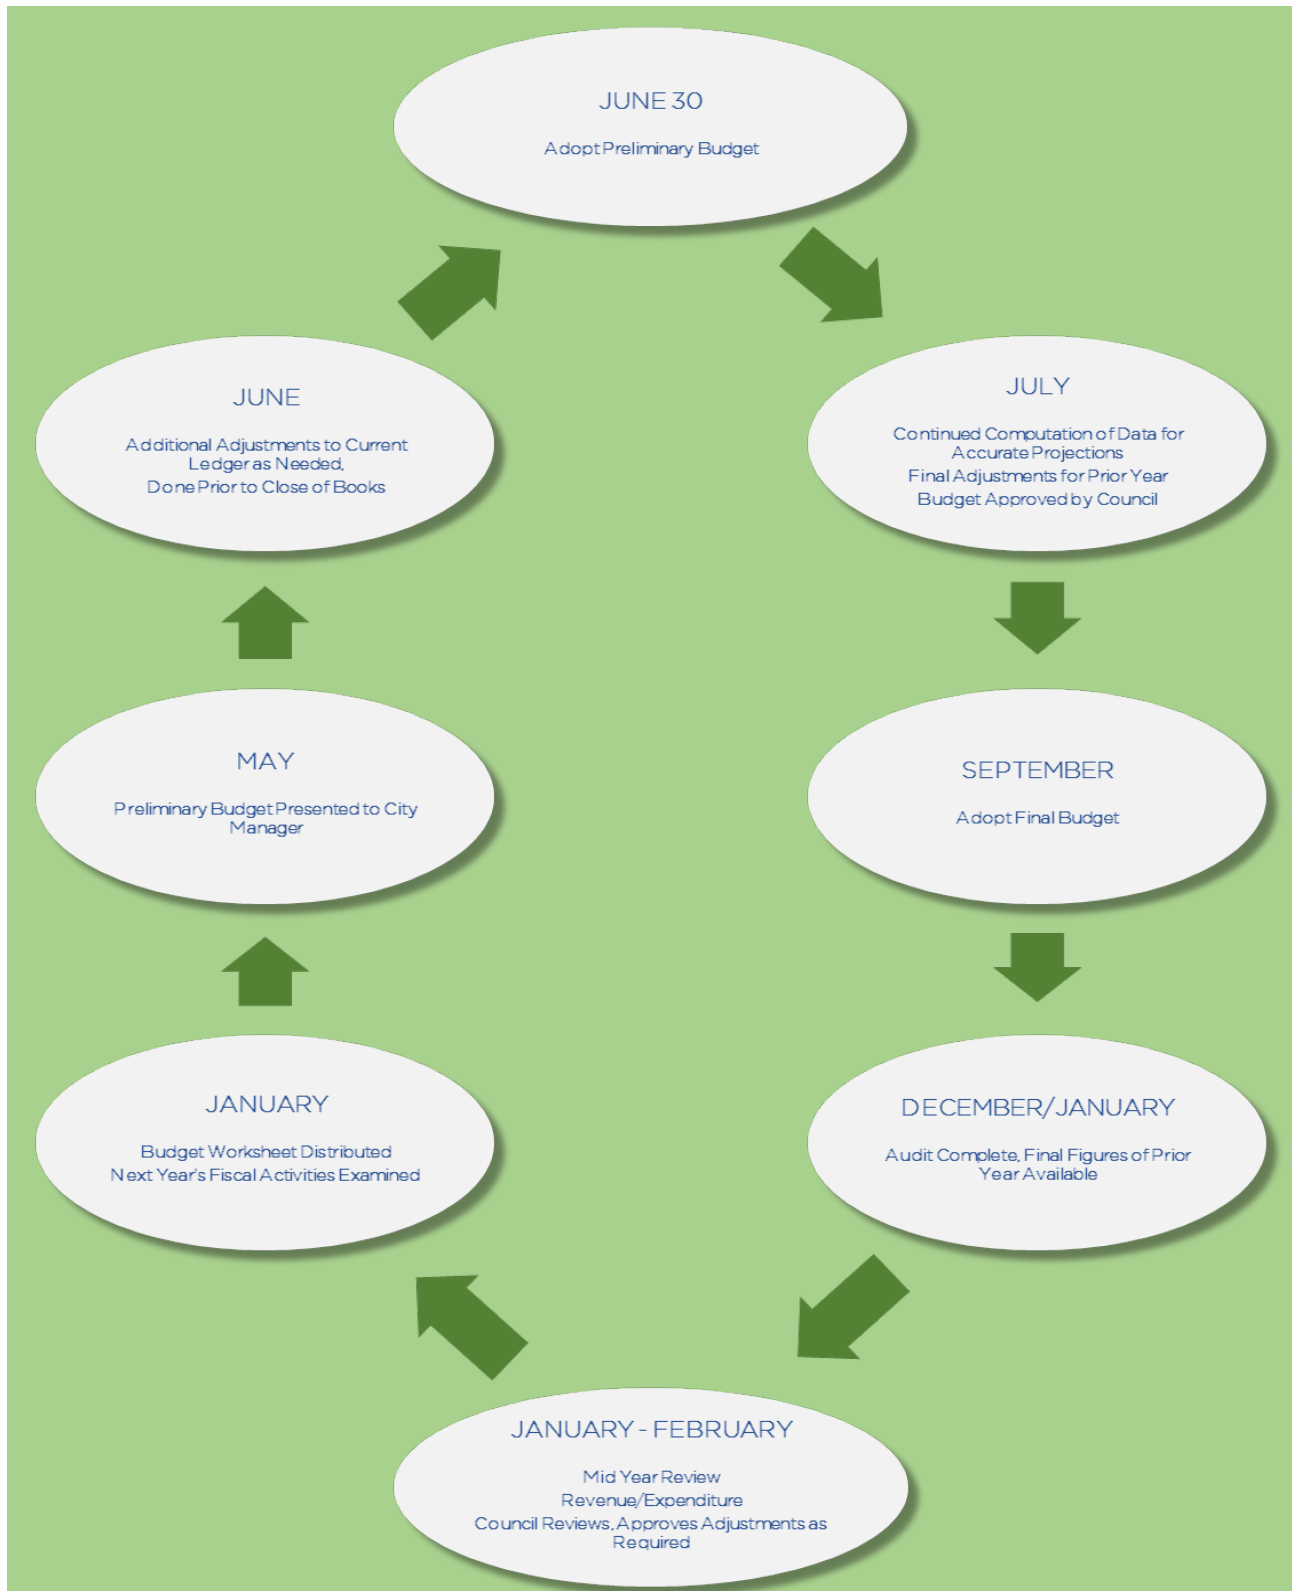 JUNE 30
Adopt Preliminary Budget
JULY
Continued Computation of Data for
Accurate Projections
Final Adjustments for Prior Year
Budget Approved by Council
SEPTEMBER
Adopt Final Budget
DECEMBER/JANUARY
Audit Complete, Final Figures of Prior
Year Available
JANUARY - FEBRUARY
Mid Year Review
Revenue/Expenditure
Council Reviews, Approves Adjustments as
Required
JANUARY
Budget Worksheet Distributed
Next Year's Fiscal Activities Examined
MAY
Preliminary Budget Presented to City
Manager
JUNE
Additional Adjustments to Current
Ledger as Needed,
Done Prior to Close of Books